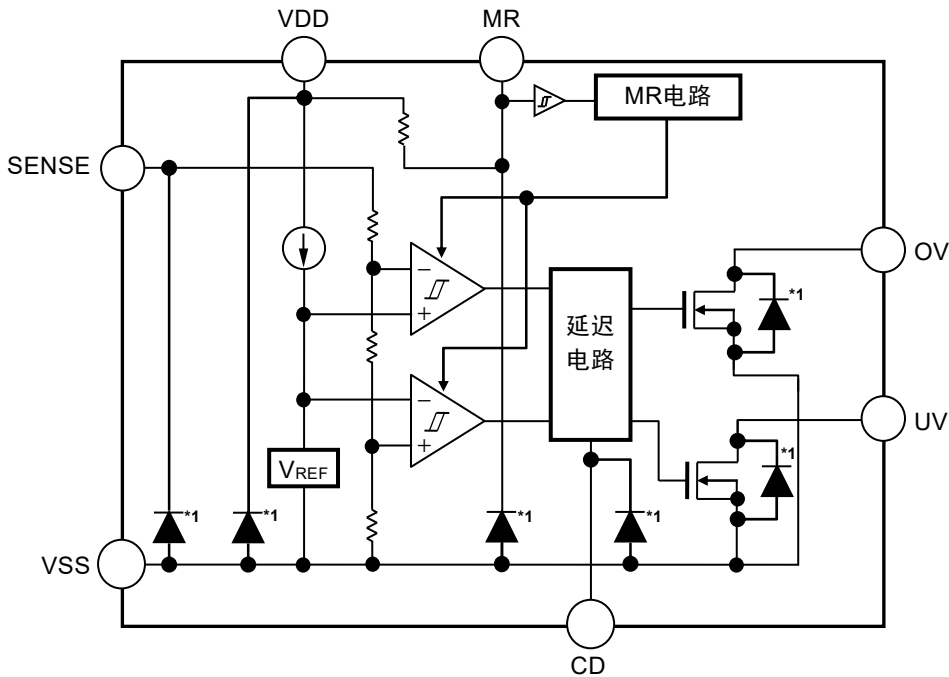 VDD
MR
MR电路
SENSE
−
+
OV
*1
延迟
电路
−
+
UV
*1
VREF
*1
*1
*1
*1
VSS
CD